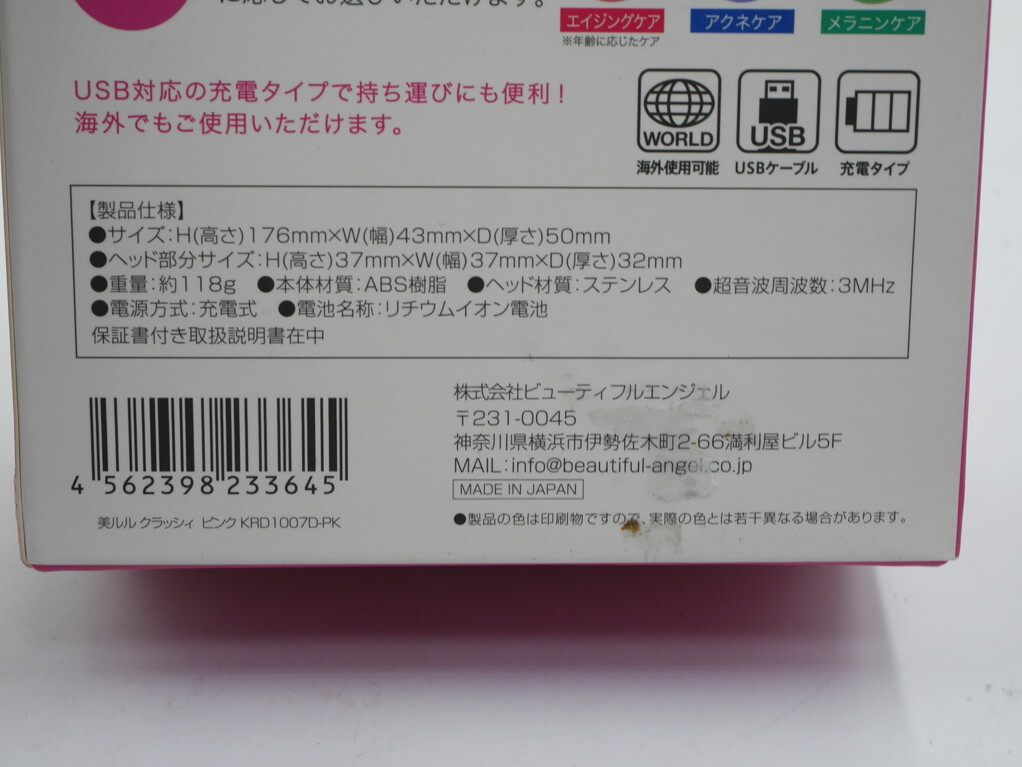 に応じてお選びいただけます。
エイジングケア アクネケア メラニンケア
※年齢に応じたケア
USB対応の充電タイプで持ち運びにも便利！
海外でもご使用いただけます。
WORLD USB
海外使用可能 USBケーブル 充電タイプ
【製品仕様】
●サイズ：H(高さ)176mm×W(幅)43mm×D(厚さ)50mm
●ヘッド部分サイズ：H(高さ)37mm×W(幅)37mm×D(厚さ)32mm
●重量：約118g ●本体材質：ABS樹脂 ●ヘッド材質：ステンレス ●超音波周波数：3MHz
●電源方式：充電式 ●電池名称：リチウムイオン電池
保証書付き取扱説明書在中
株式会社ビューティフルエンジェル
〒231-0045
神奈川県横浜市伊勢佐木町2-66満利屋ビル5F
MAIL：info@beautiful-angel.co.jp
MADE IN JAPAN
●製品の色は印刷物ですので、実際の色とは若干異なる場合があります。
4 562398 233645
美ルル クラッシィ ピンク KRD1007D-PK